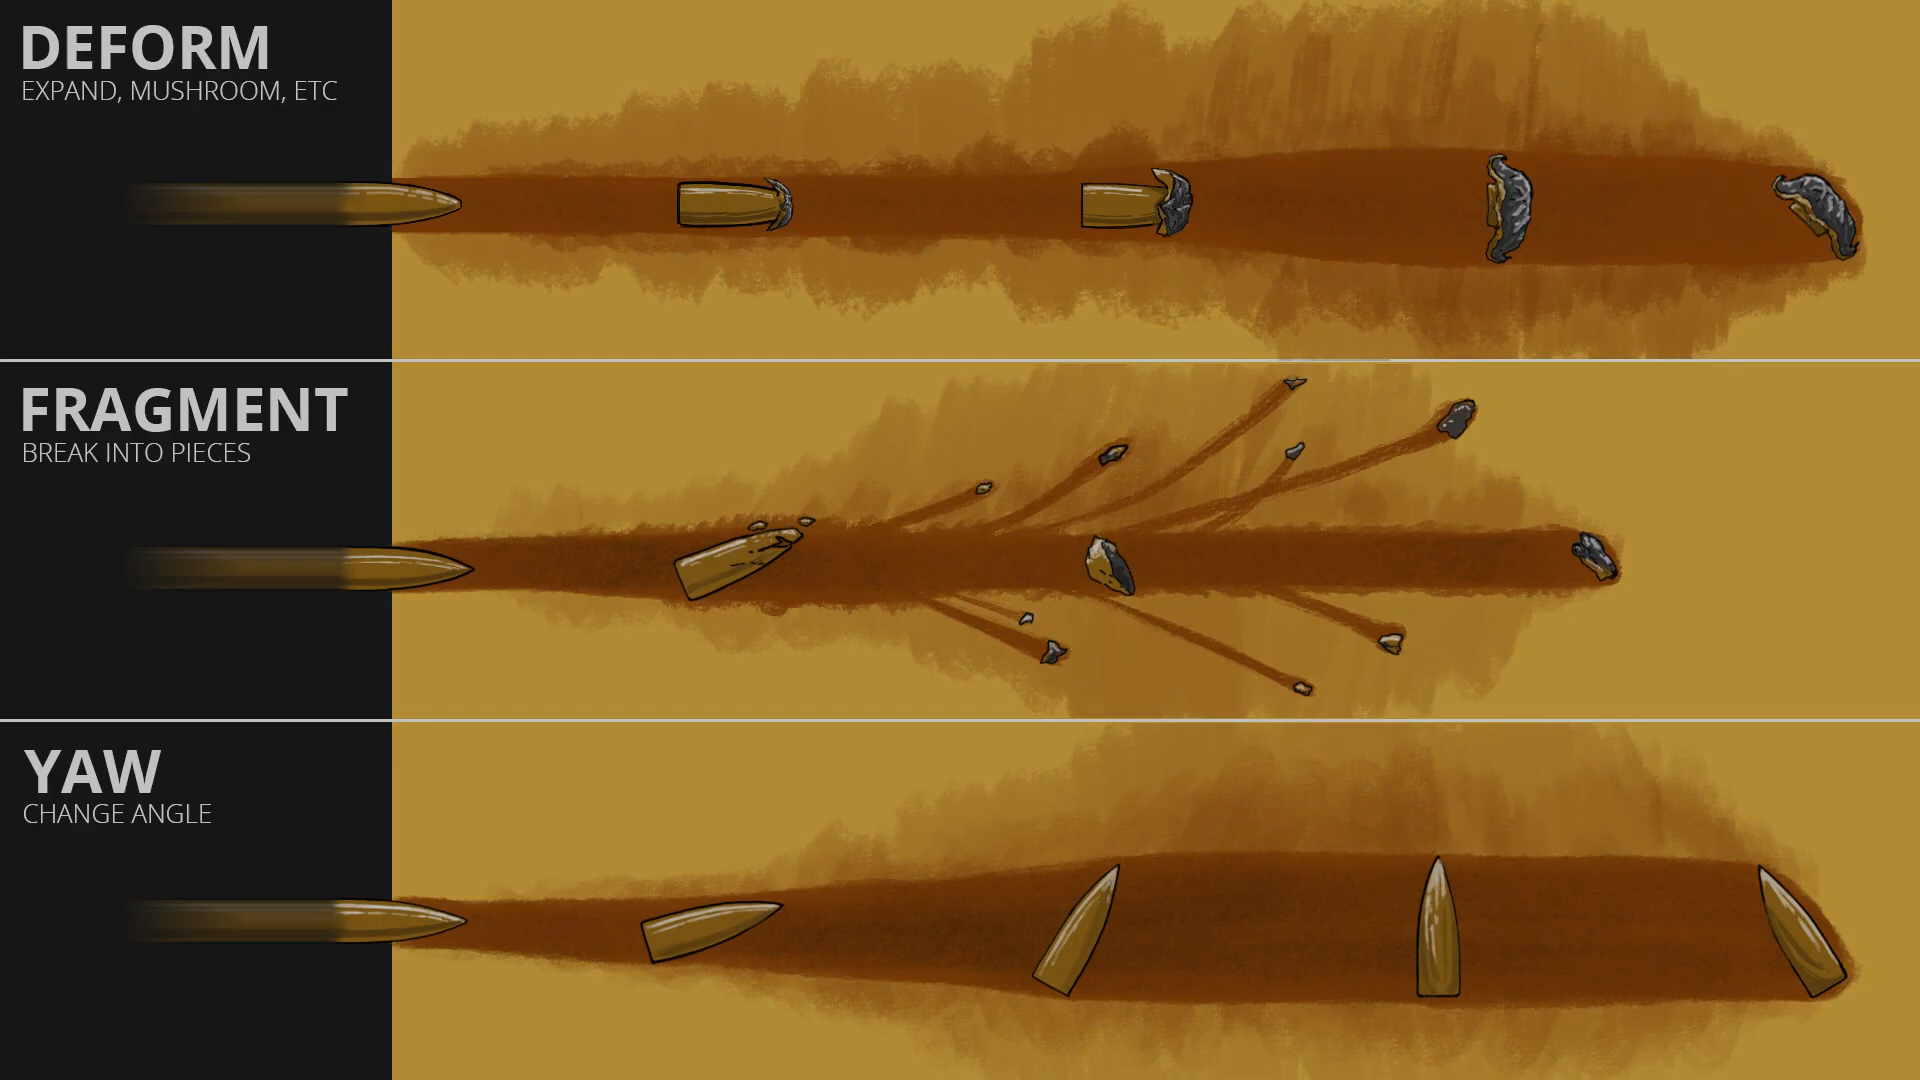 DEFORM
EXPAND, MUSHROOM, ETC
FRAGMENT
BREAK INTO PIECES
YAW
CHANGE ANGLE